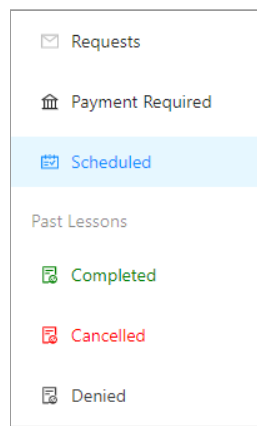 Requests
Payment Required
Scheduled
Past Lessons
Completed
Cancelled
Denied